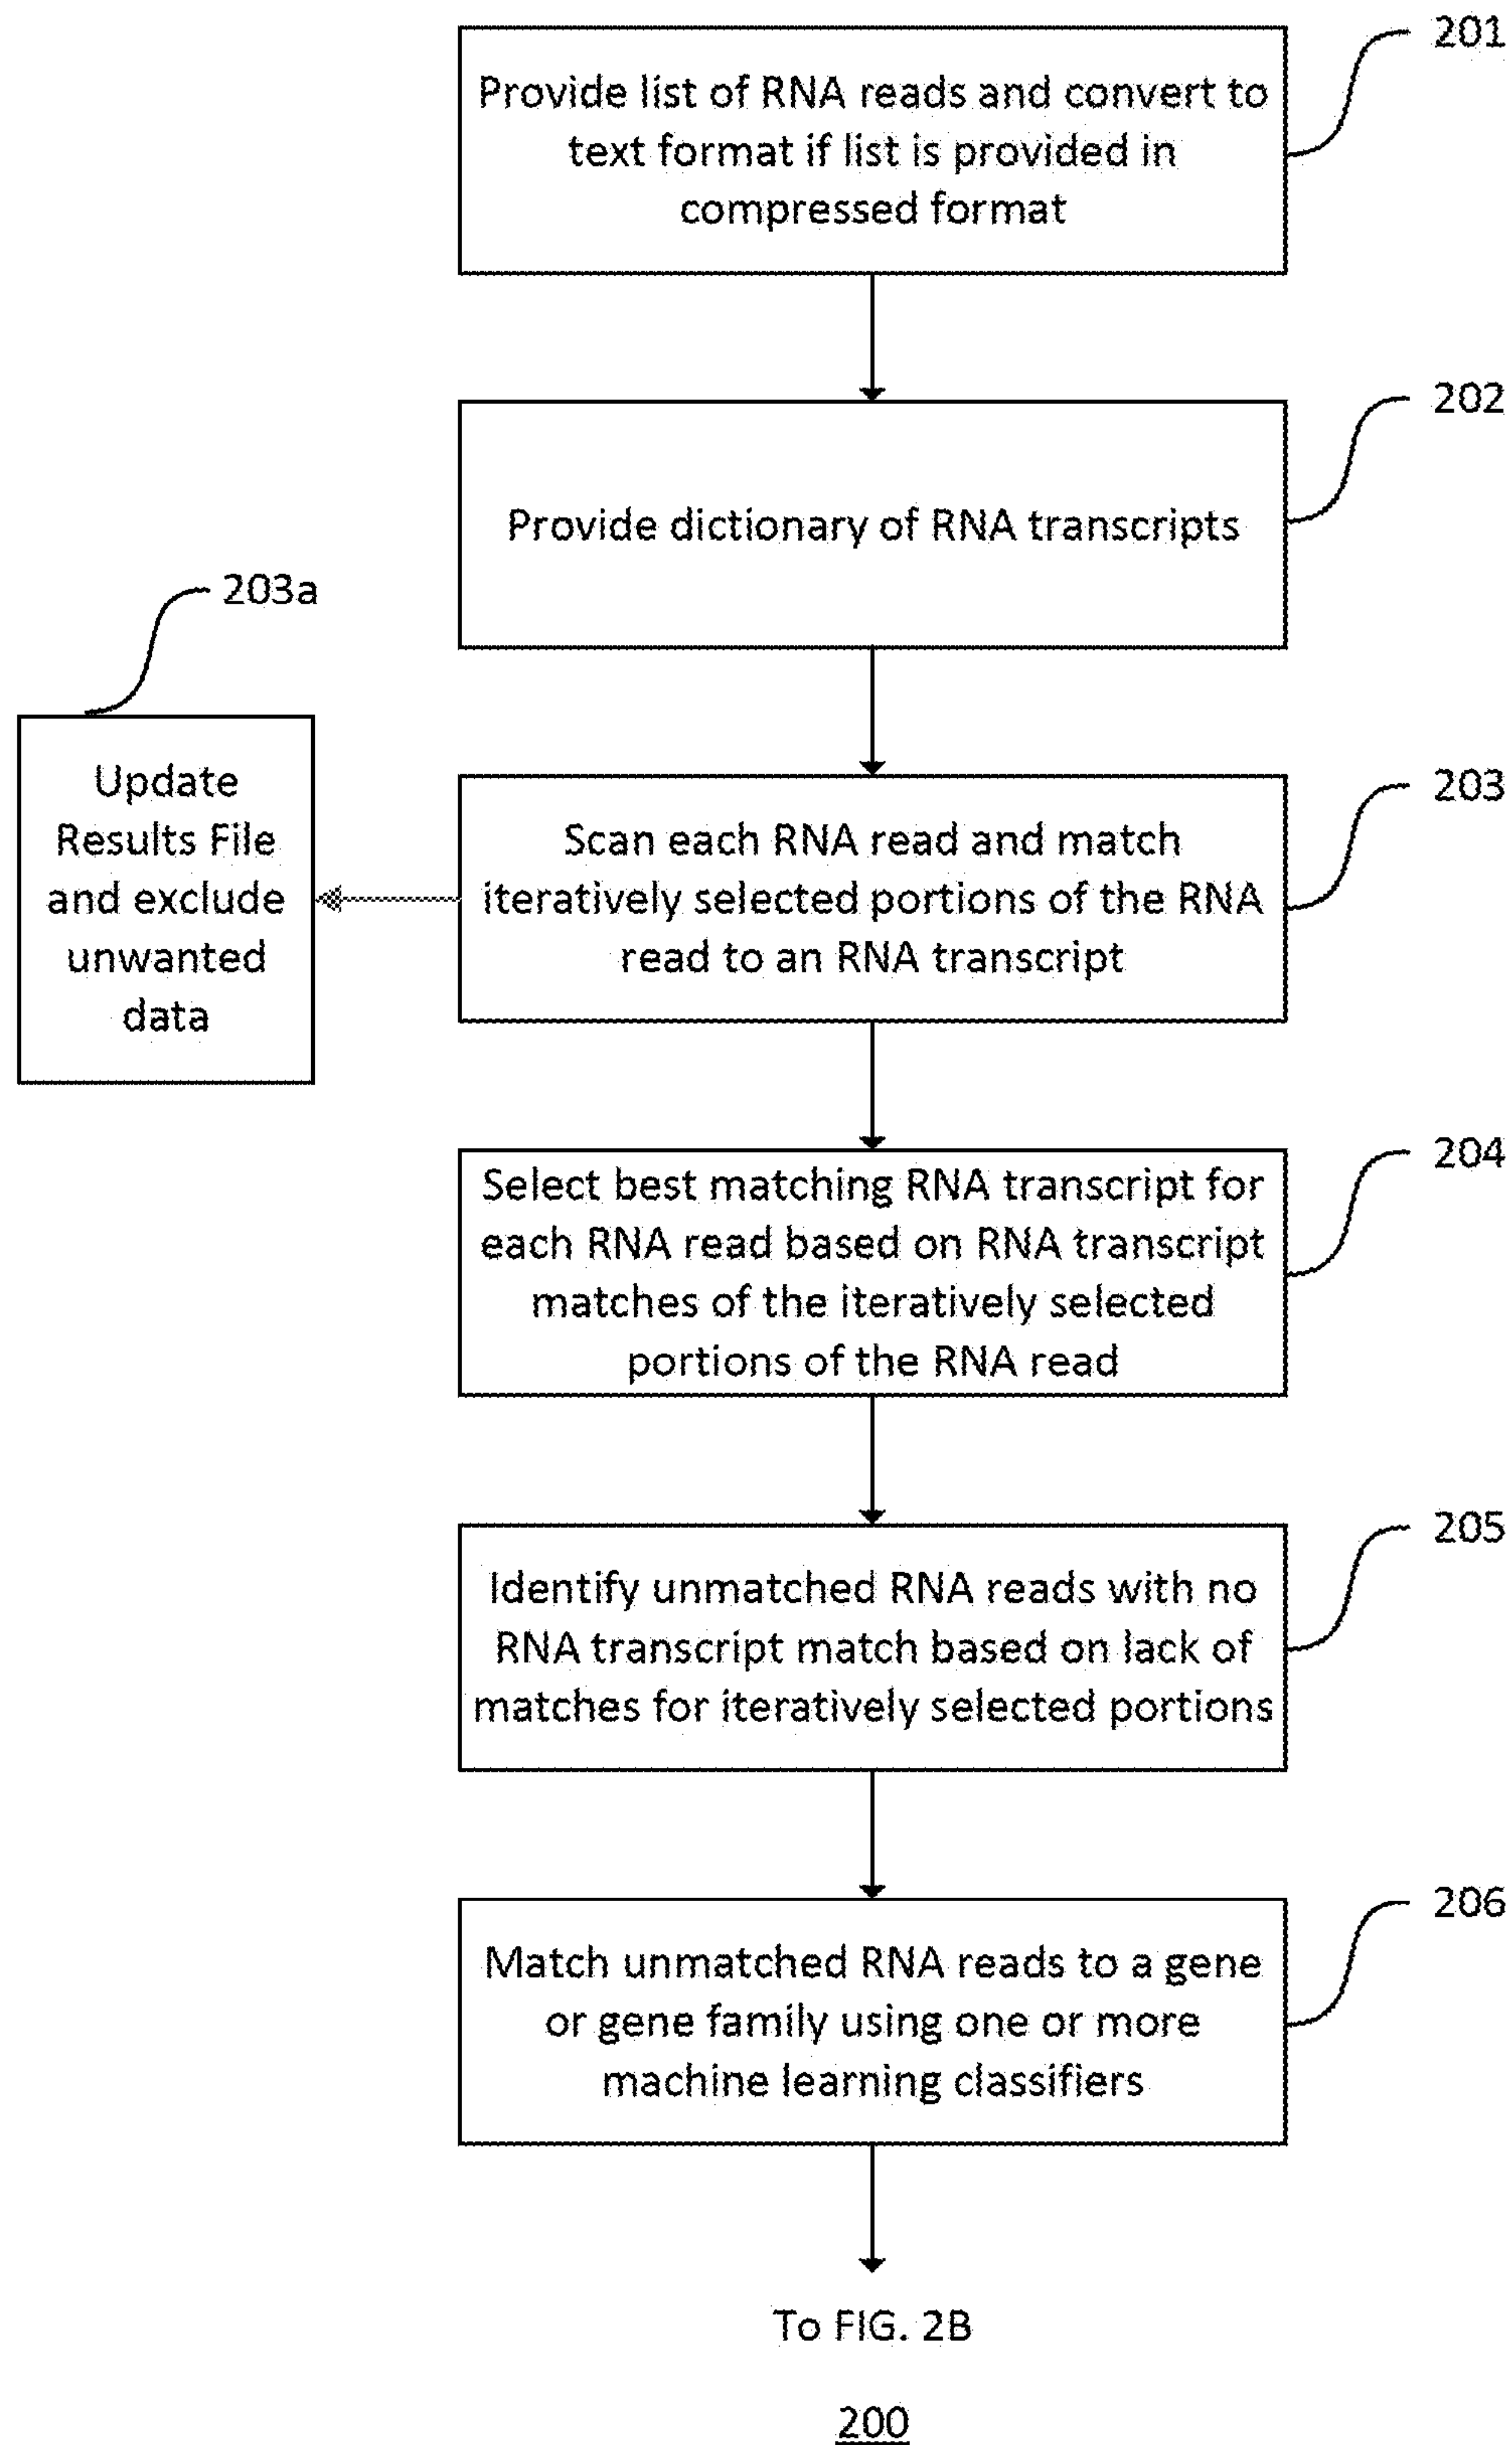 201
Provide list of RNA reads and convert to
text format if list is provided in
compressed format
202
Provide dictionary of RNA transcripts
203a
Update
Results File
and exclude
unwanted
data
203
Scan each RNA read and match
iteratively selected portions of the RNA
read to an RNA transcript
204
Select best matching RNA transcript for
each RNA read based on RNA transcript
matches of the iteratively selected
portions of the RNA read
205
Identify unmatched RNA reads with no
RNA transcript match based on lack of
matches for iteratively selected portions
206
Match unmatched RNA reads to a gene
or gene family using one or more
machine learning classifiers
To FIG. 2B
200